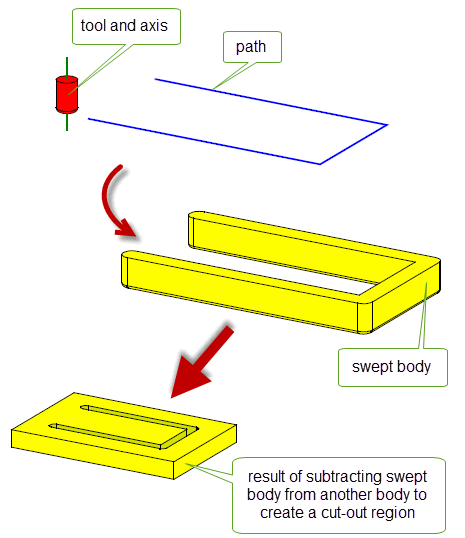 tool and axis
path
swept body
result of subtracting swept
body from another body to
create a cut-out region